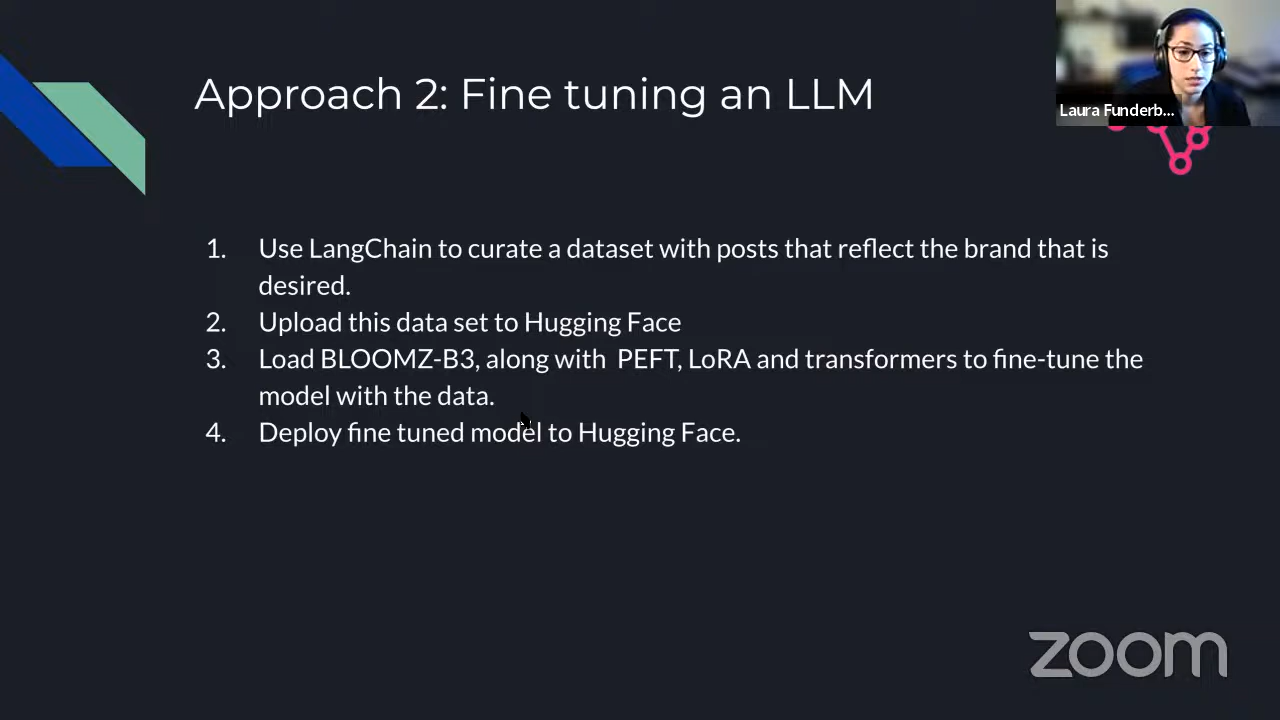 Approach 2: Fine tuning an LLM
Laura Funderb...
1. Use LangChain to curate a dataset with posts that reflect the brand that is
desired.
2. Upload this data set to Hugging Face
3. Load BLOOMZ-B3, along with PEFT, LoRA and transformers to fine-tune the
model with the data.
4. Deploy fine tuned model to Hugging Face.
zoom